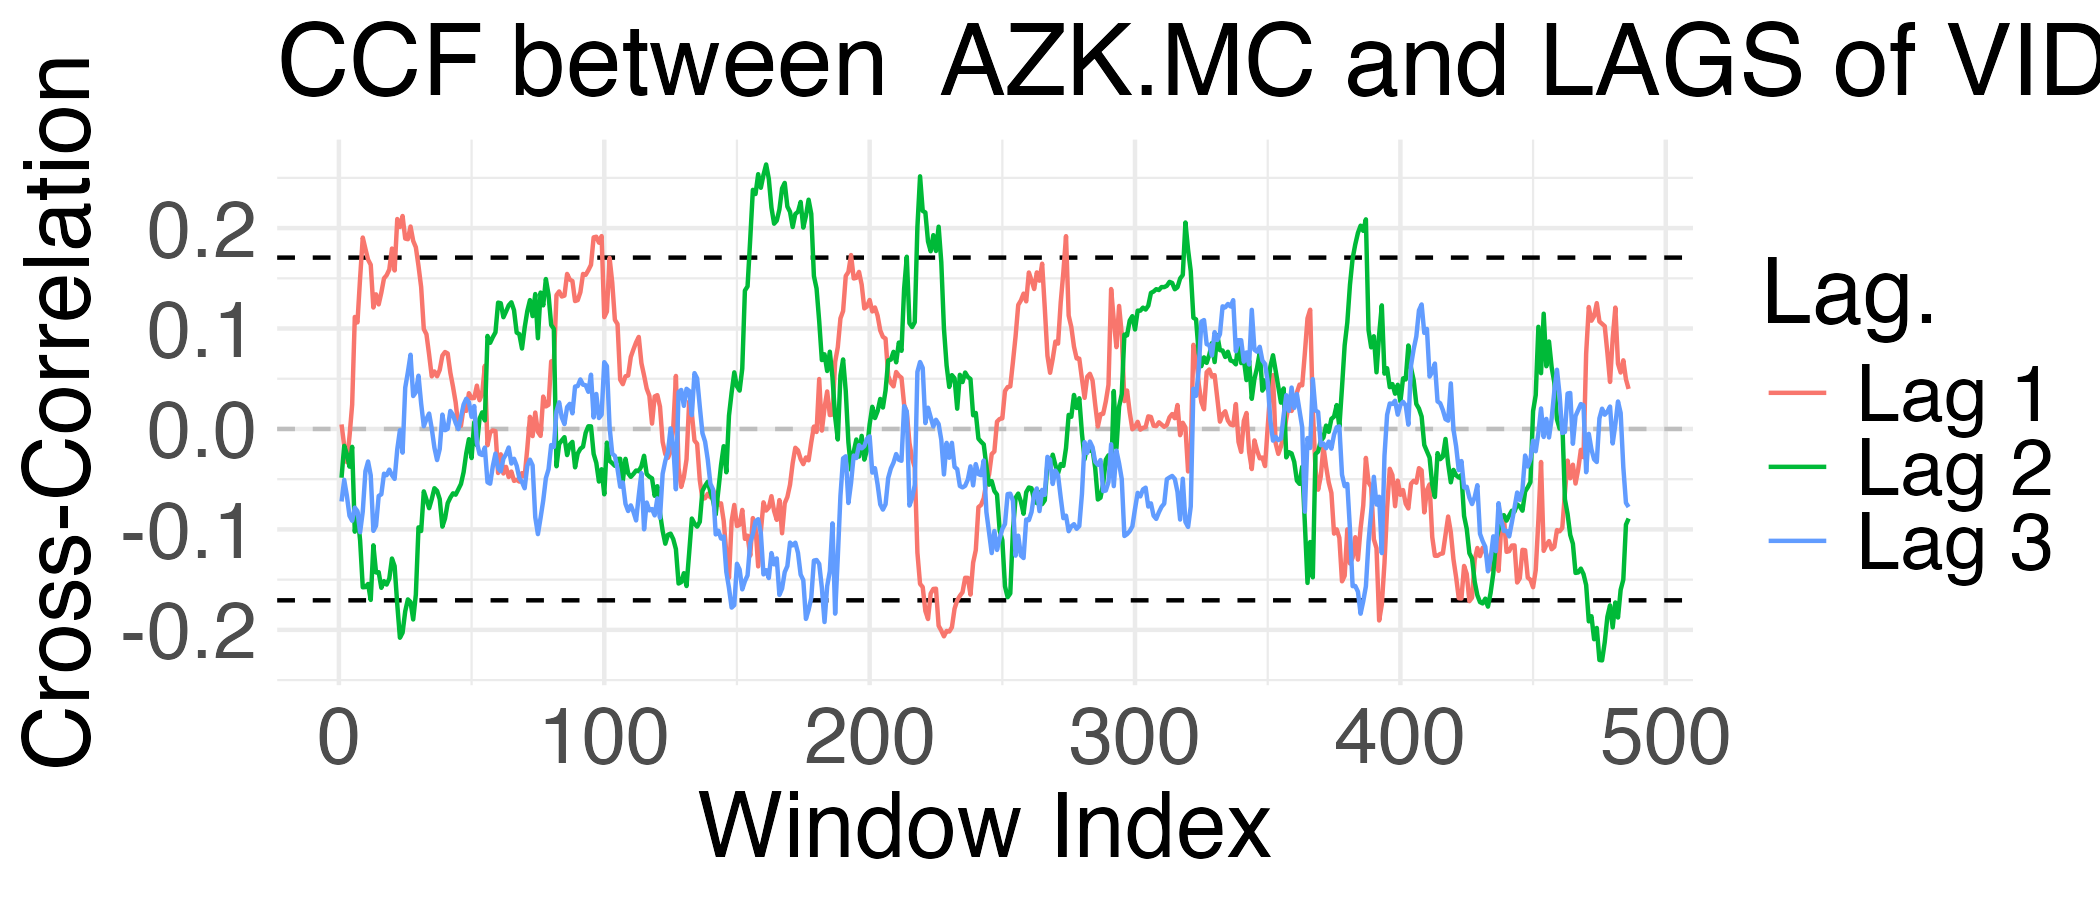 CCF between  AZK.MC and LAGS of VID
Cross-Correlation
0.2
0.1
0.0
-0.1
-0.2
0 100 200 300 400 500
Window Index
Lag.
Lag 1
Lag 2
Lag 3